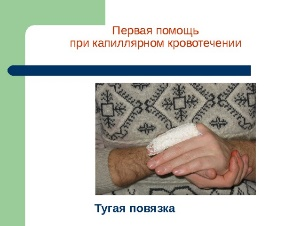 Первая помощь
при капиллярном кровотечении
Тугая повязка